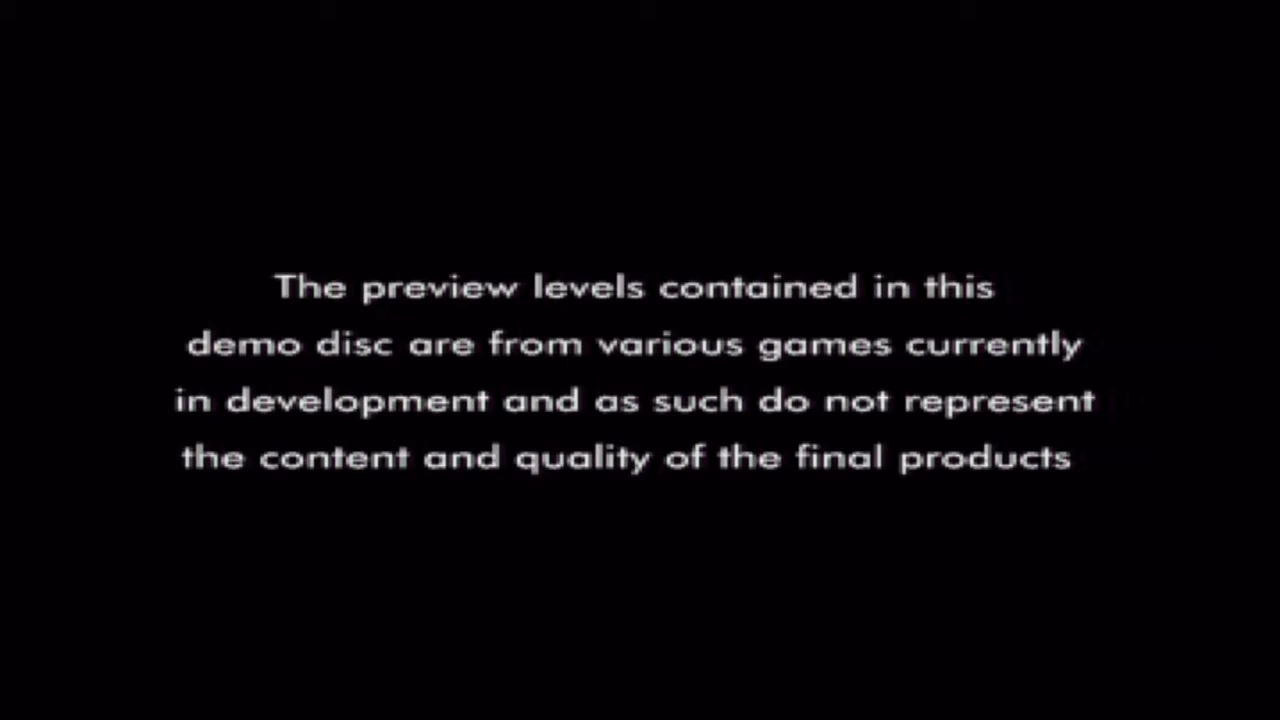 The preview levels contained in this
demo disc are from various games currently
in development and as such do not represent
the content and quality of the final products